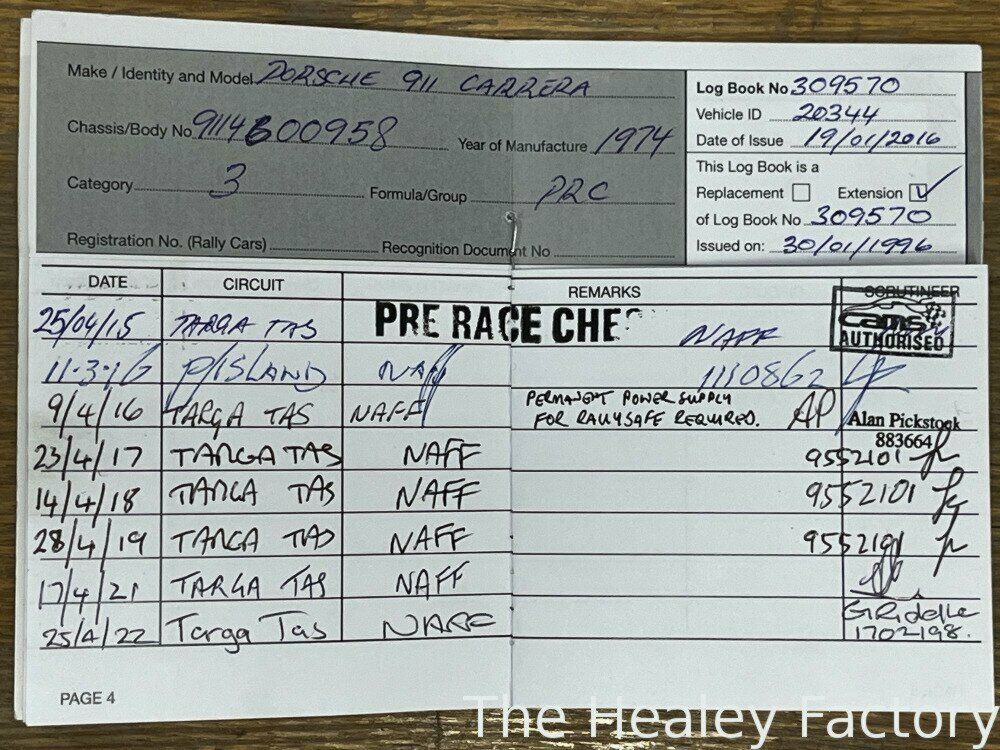 Make / Identity and Model PORSCHE 911 CARRERA
Chassis/Body No. 9114600958 Year of Manufacture 1974
Category 3 Formula/Group PRC
Registration No. (Rally Cars) Recognition Document No
Log Book No 309570
Vehicle ID 20344
Date of Issue 19/01/2016
This Log Book is a
Replacement Extension
of Log Book No 309570
Issued on: 30/01/1996
DATE CIRCUIT REMARKS SCRUTINEER
25/04/15 TARGA TAS PRE RACE CHE NAFF CAMS AUTHORISED
11-3-16 P/ISLAND NAFF 1110862
9/4/16 TARGA TAS NAFF PERMANENT POWER SUPPLY
FOR RALLYSAFE REQUIRED. AP Alan Pickstock
883664
23/4/17 TARGA TAS NAFF 9552101
14/4/18 TARGA TAS NAFF 9552101
28/4/19 TARGA TAS NAFF 9552101
17/4/21 TARGA TAS NAFF
25/4/22 Targa Tas NAFF
1702198.
PAGE 4
The Healey Factory